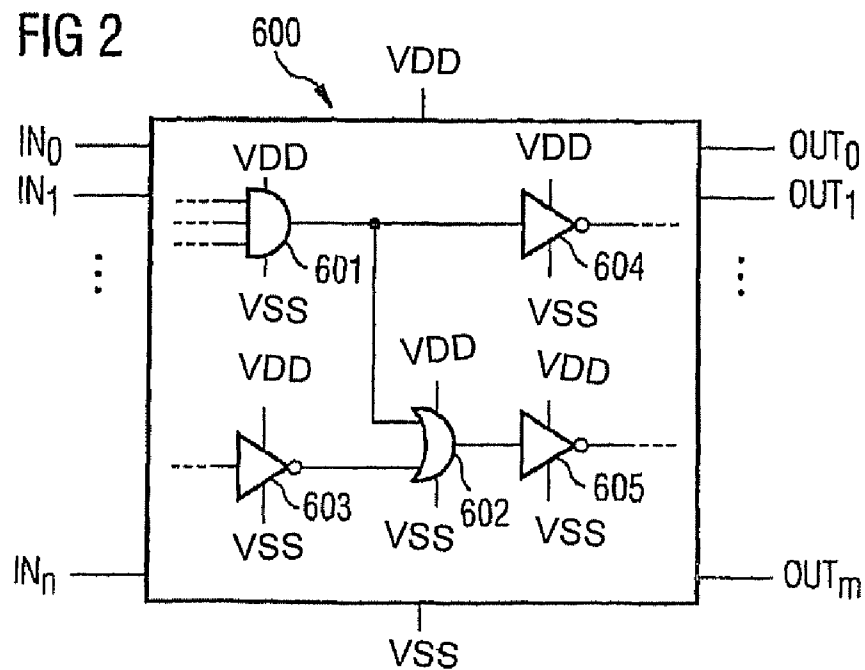 FIG 2
600
VDD
IN0
OUT0
VDD
VDD
IN1
OUT1
601
604
⋮
⋮
VSS
VSS
VDD
VDD
VDD
603
602
605
VSS
VSS
VSS
INn
OUTm
VSS